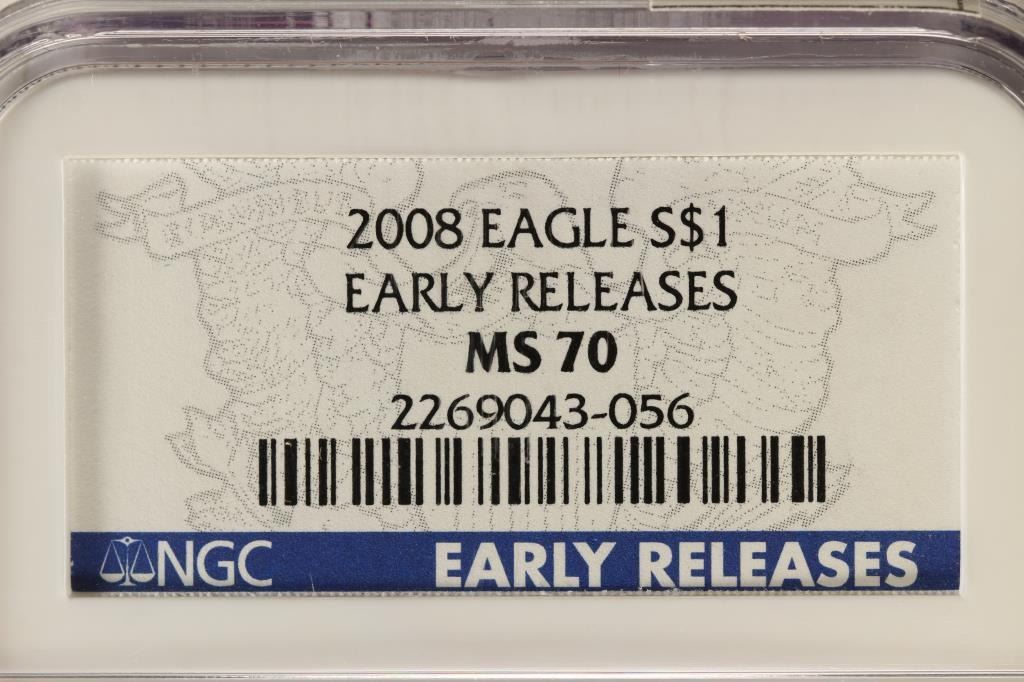 2008 EAGLE S$1
EARLY RELEASES
MS 70
2269043-056
NGC EARLY RELEASES